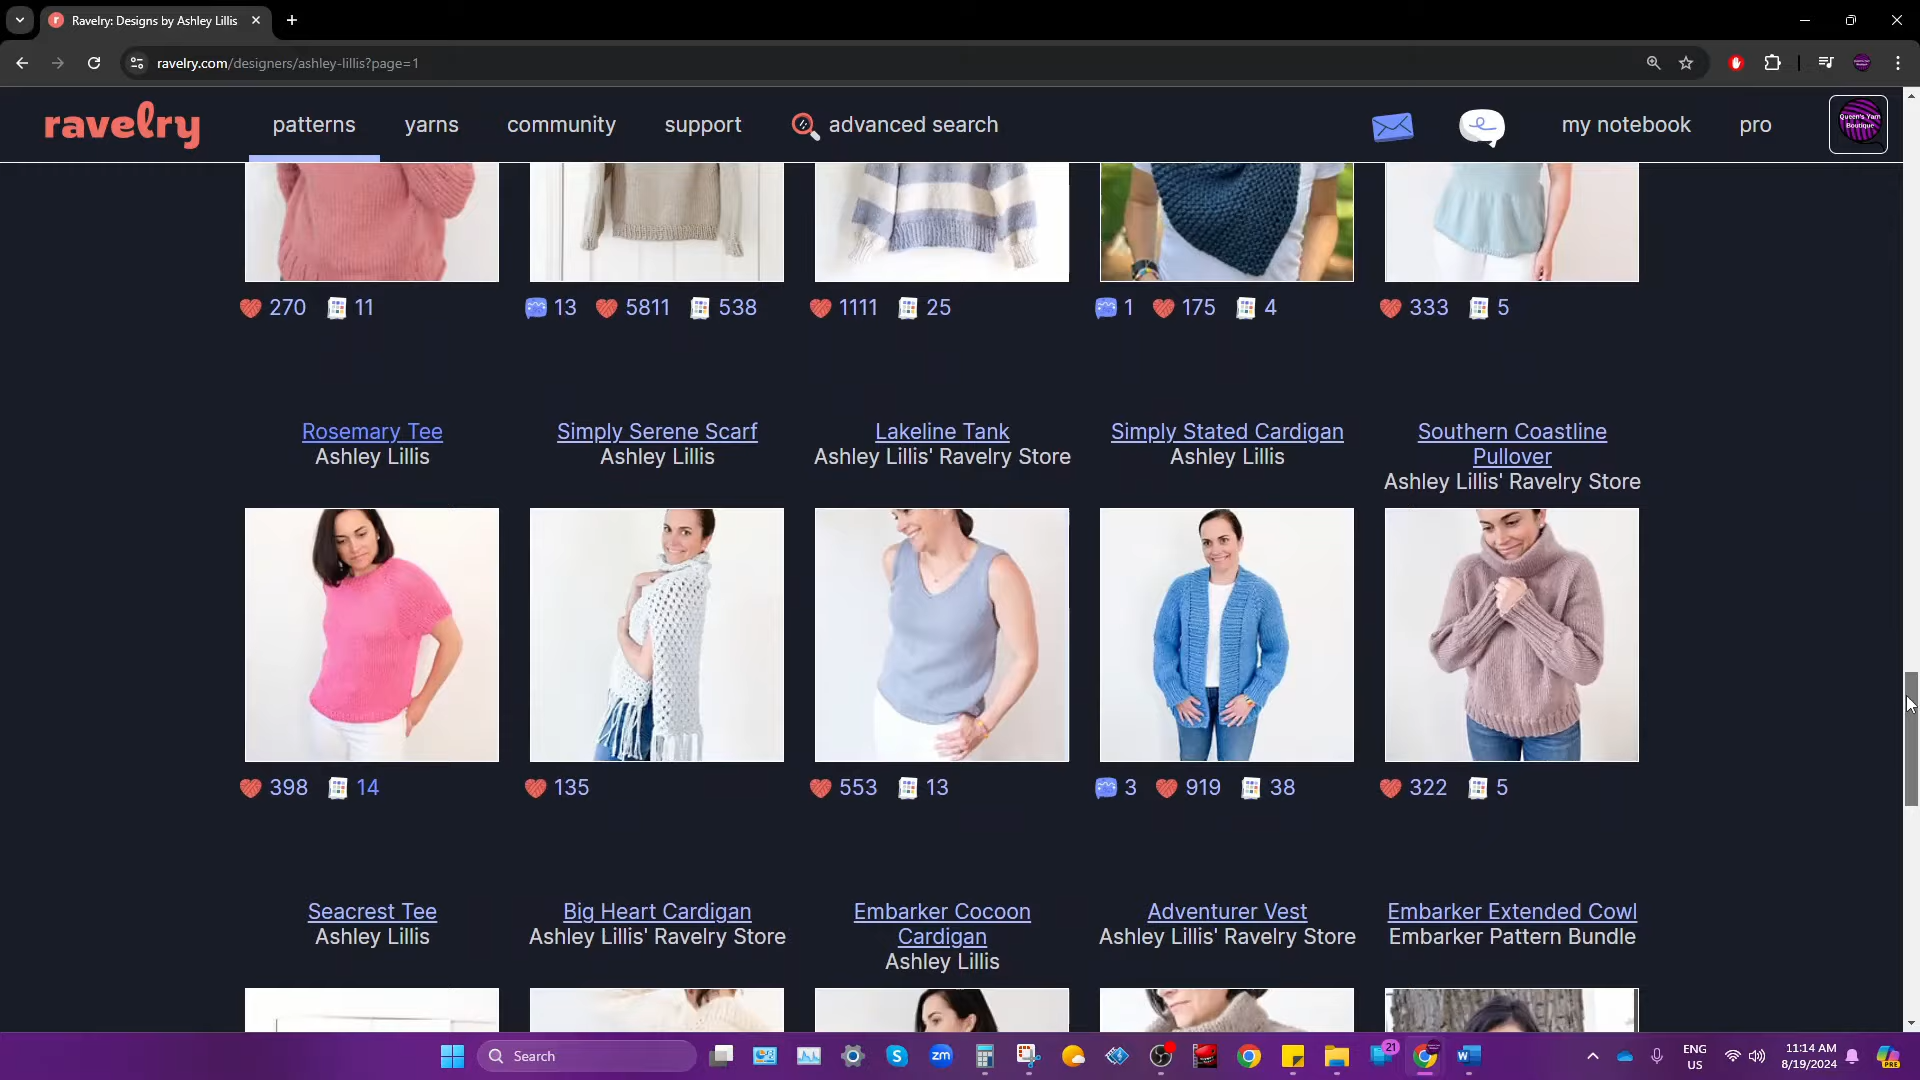 Ravelry: Designs by Ashley Lillis
ravelry.com/designers/ashley-lillis?page=1
ravelry patterns yarns community support advanced search my notebook pro
Queen's Yarn
Boutique
270 11 13 5811 538 1111 25 1 175 4 333 5
Rosemary Tee
Ashley Lillis
Simply Serene Scarf
Ashley Lillis
Lakeline Tank
Ashley Lillis' Ravelry Store
Simply Stated Cardigan
Ashley Lillis
Southern Coastline
Pullover
Ashley Lillis' Ravelry Store
398 14 135 553 13 3 919 38 322 5
Seacrest Tee
Ashley Lillis
Big Heart Cardigan
Ashley Lillis' Ravelry Store
Embarker Cocoon
Cardigan
Ashley Lillis
Adventurer Vest
Ashley Lillis' Ravelry Store
Embarker Extended Cowl
Embarker Pattern Bundle
Search
S
zm
21
W
ENG
US
11:14 AM
8/19/2024
PRE